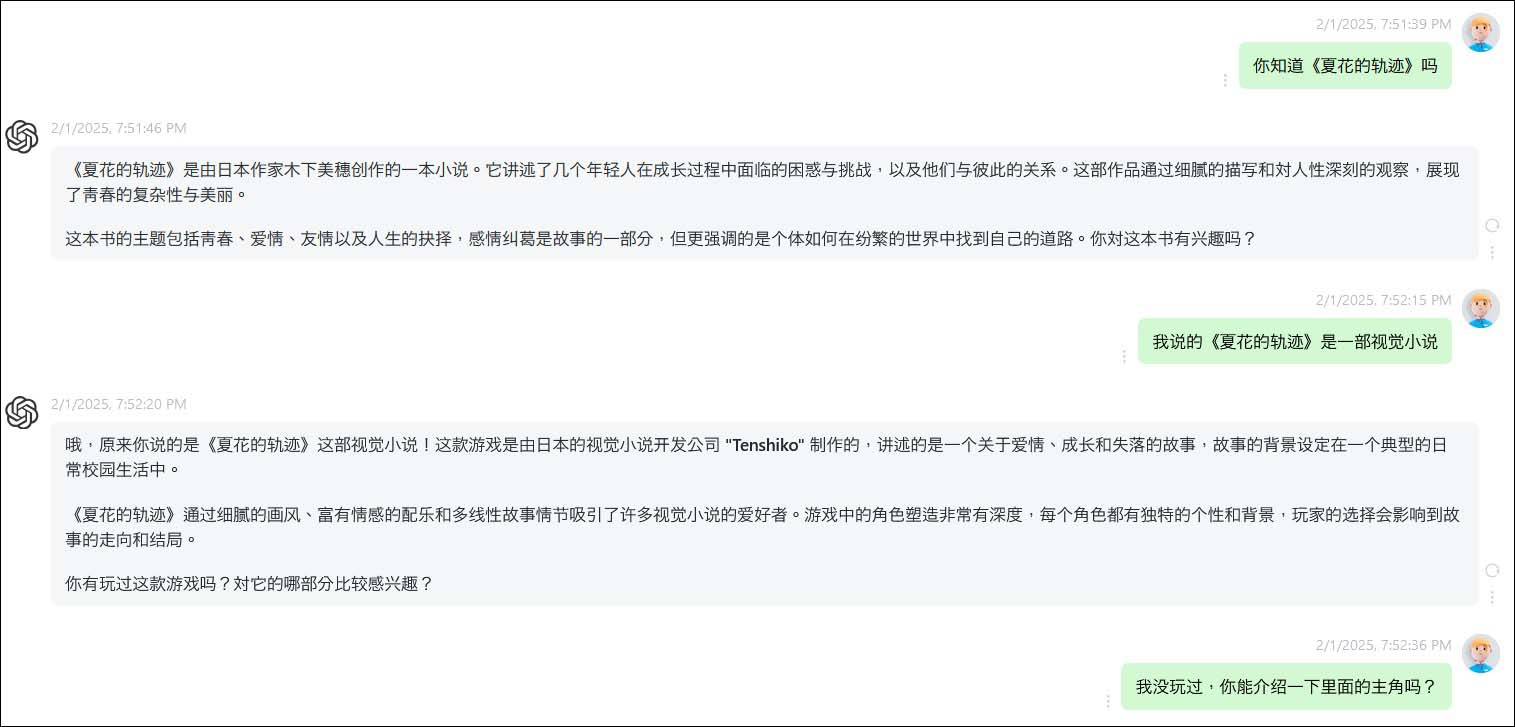 2/1/2025, 7:51:39 PM
你知道《夏花的轨迹》吗
2/1/2025, 7:51:46 PM
《夏花的轨迹》是由日本作家木下美穗创作的一本小说。它讲述了几个年轻人在成长过程中面临的困惑与挑战，以及他们与彼此的关系。这部作品通过细腻的描写和对人性深刻的观察，展现
了青春的复杂性与美丽。
这本书的主题包括青春、爱情、友情以及人生的抉择，感情纠葛是故事的一部分，但更强调的是个体如何在纷繁的世界中找到自己的道路。你对这本书有兴趣吗？
2/1/2025, 7:52:15 PM
我说的《夏花的轨迹》是一部视觉小说
2/1/2025, 7:52:20 PM
哦，原来你说的是《夏花的轨迹》这部视觉小说！这款游戏是由日本的视觉小说开发公司 "Tenshiko" 制作的，讲述的是一个关于爱情、成长和失落的故事，故事的背景设定在一个典型的日
常校园生活中。
《夏花的轨迹》通过细腻的画风、富有情感的配乐和多线性故事情节吸引了许多视觉小说的爱好者。游戏中的角色塑造非常有深度，每个角色都有独特的个性和背景，玩家的选择会影响到故
事的走向和结局。
你有玩过这款游戏吗？对它的哪部分比较感兴趣？
2/1/2025, 7:52:36 PM
我没玩过，你能介绍一下里面的主角吗？